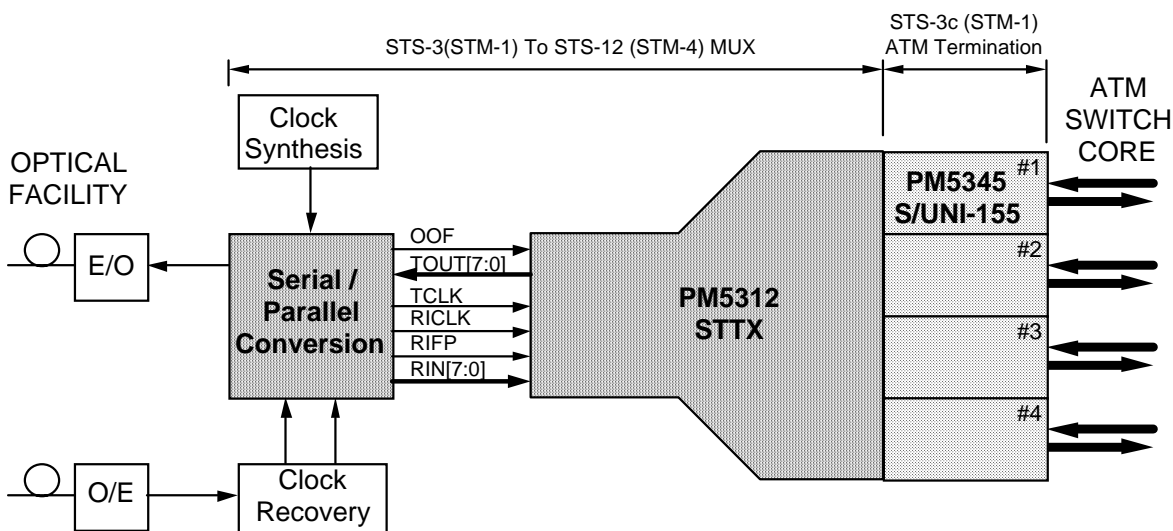 STS-3(STM-1) To STS-12 (STM-4) MUX
STS-3c (STM-1)
ATM Termination
ATM
SWITCH
CORE
Clock
Synthesis
OPTICAL
FACILITY
E/O
Serial /
Parallel
Conversion
OOF
TOUT[7:0]
TCLK
RICLK
RIFP
RIN[7:0]
PM5312
STTX
#1
PM5345
S/UNI-155
#2
#3
#4
O/E
Clock
Recovery